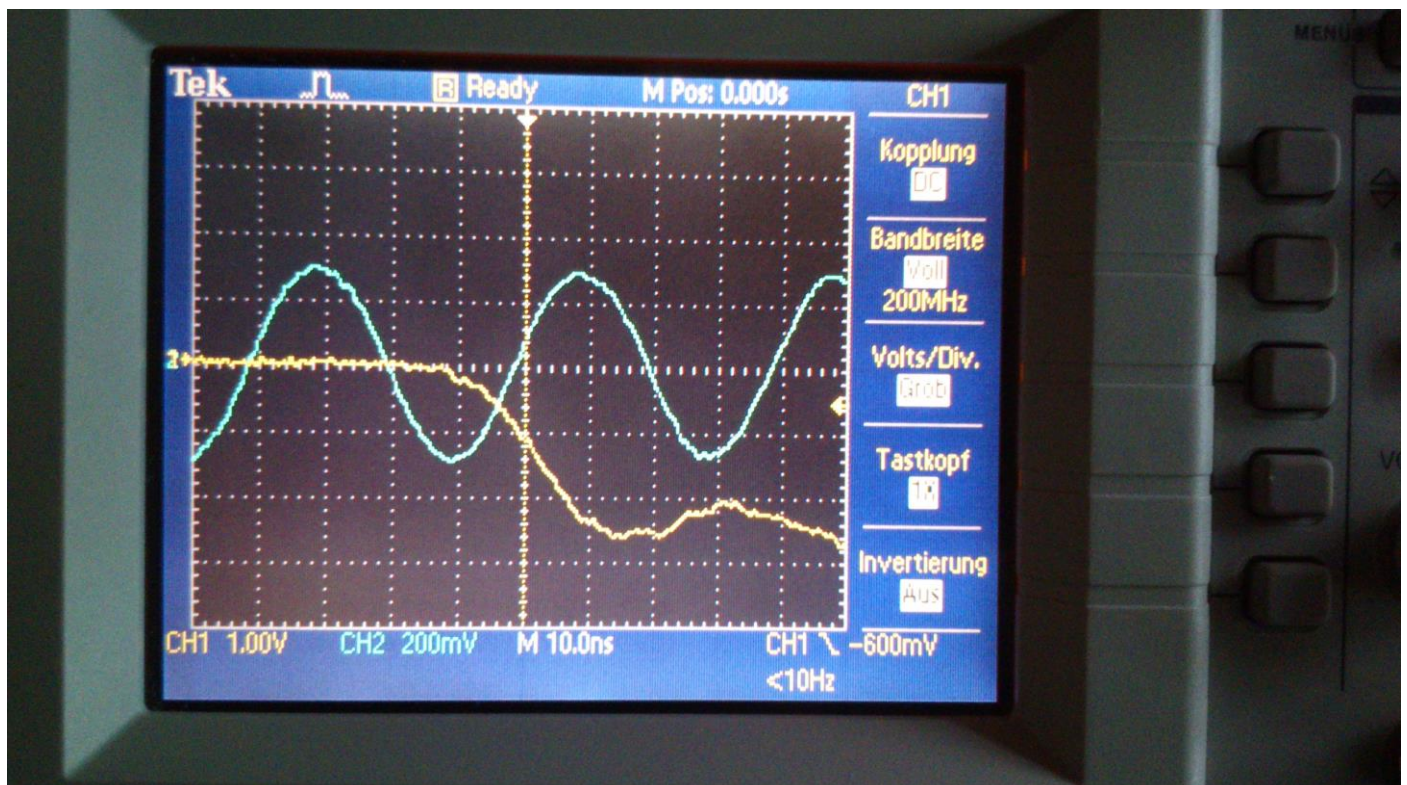 Tek R Ready M Pos: 0.000s CH1
MENU
Kopplung
DC
Bandbreite
Voll
200MHz
2
Volts/Div.
Grob
Tastkopf
1X
Invertierung
Aus
CH1 1.00V CH2 200mV M 10.0ns CH1 -600mV
<10Hz